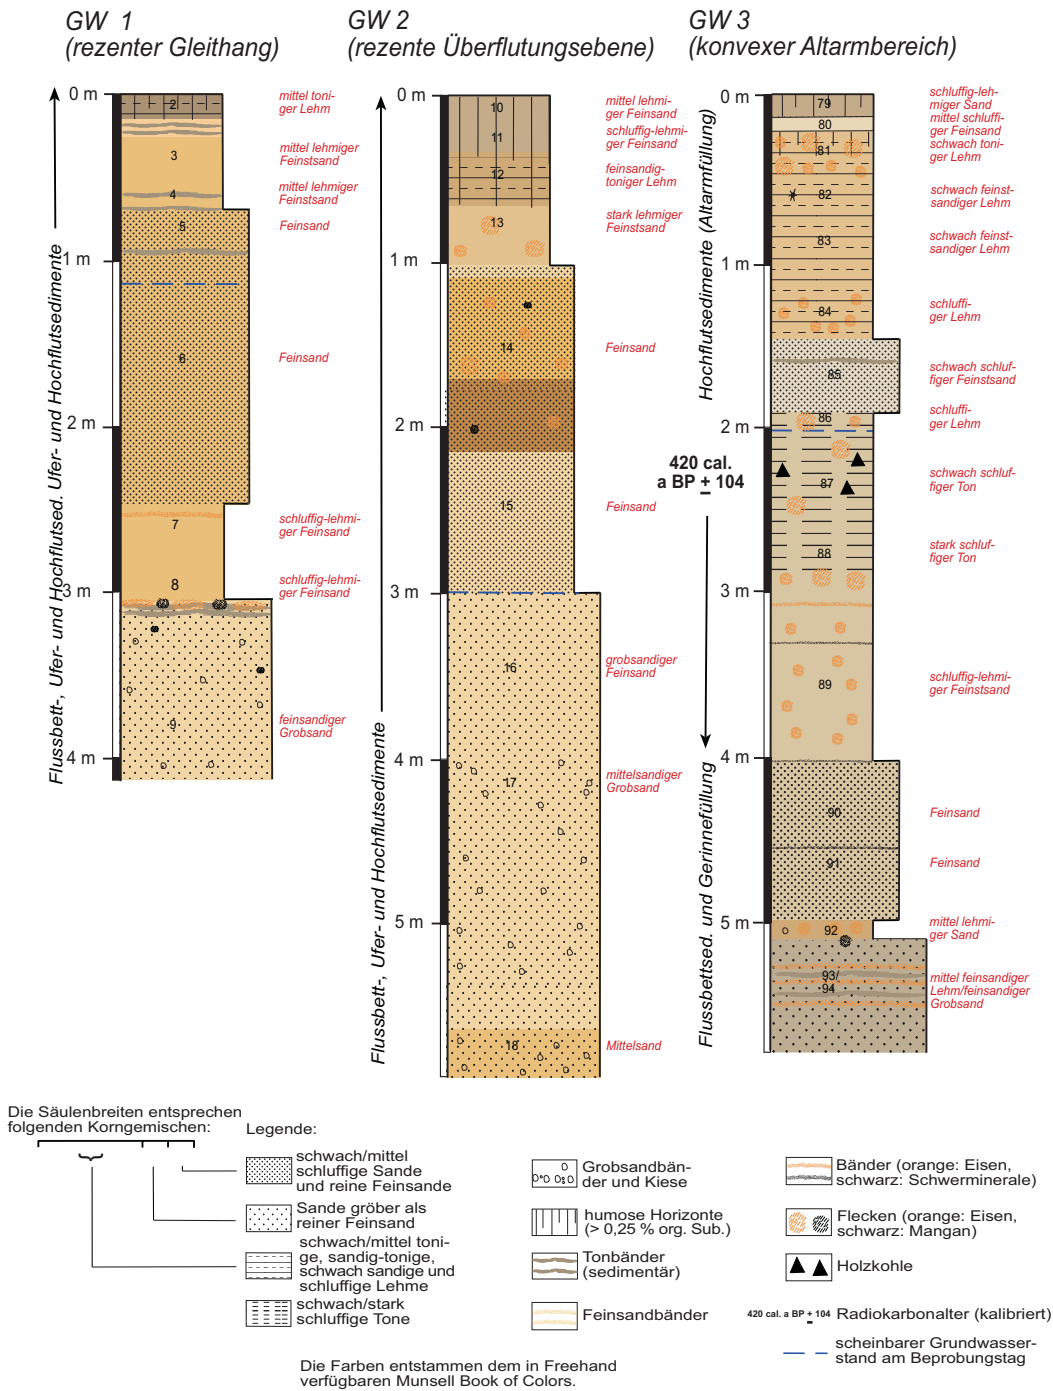 GW 1
(rezenter Gleithang)
GW 2
(rezente Überflutungsebene)
GW 3
(konvexer Altarmbereich)
Flussbett-, Ufer- und Hochflutsed. Ufer- und Hochflutsedimente
0 m
1 m
2 m
3 m
4 m
2
3
4
5
6
7
8
9
mittel toni-
ger Lehm
mittel lehmiger
Feinstsand
mittel lehmiger
Feinstsand
Feinsand
Feinsand
schluffig-lehmi-
ger Feinsand
schluffig-lehmi-
ger Feinsand
feinsandiger
Grobsand
Flussbett-, Ufer- und Hochflutsedimente
0 m
1 m
2 m
3 m
4 m
5 m
10
11
12
13
14
15
16
17
18
mittel lehmi-
ger Feinsand
schluffig-lehmi-
ger Feinsand
feinsandig-
toniger Lehm
stark lehmiger
Feinstsand
Feinsand
Feinsand
grobsandiger
Feinsand
mittelsandiger
Grobsand
Mittelsand
Hochflutsedimente (Altarmfüllung)
420 cal.
a BP ± 104
Flussbettsed. und Gerinnefüllung
0 m
1 m
2 m
3 m
4 m
5 m
79
80
81
82
83
84
85
86
87
88
89
90
91
92
93/
94
schluffig-leh-
miger Sand
mittel schluffi-
ger Feinsand
schwach toni-
ger Lehm
schwach feinst-
sandiger Lehm
schwach feinst-
sandiger Lehm
schluffi-
ger Lehm
schwach schluf-
figer Feinstsand
schluffi-
ger Lehm
schwach schluf-
figer Ton
stark schluf-
figer Ton
schluffig-lehmi-
ger Feinstsand
Feinsand
Feinsand
mittel lehmi-
ger Sand
mittel feinsandiger
Lehm/feinsandiger
Grobsand
Die Säulenbreiten entsprechen
folgenden Korngemischen:
Legende:
schwach/mittel
schluffige Sande
und reine Feinsande
Sande gröber als
reiner Feinsand
schwach/mittel toni-
ge, sandig-tonige,
schwach sandige und
schluffige Lehme
schwach/stark
schluffige Tone
Grobsandbän-
der und Kiese
humose Horizonte
(> 0,25 % org. Sub.)
Tonbänder
(sedimentär)
Feinsandbänder
Bänder (orange: Eisen,
schwarz: Schwerminerale)
Flecken (orange: Eisen,
schwarz: Mangan)
Holzkohle
420 cal. a BP ± 104 Radiokarbonalter (kalibriert)
scheinbarer Grundwasser-
stand am Beprobungstag
Die Farben entstammen dem in Freehand
verfügbaren Munsell Book of Colors.